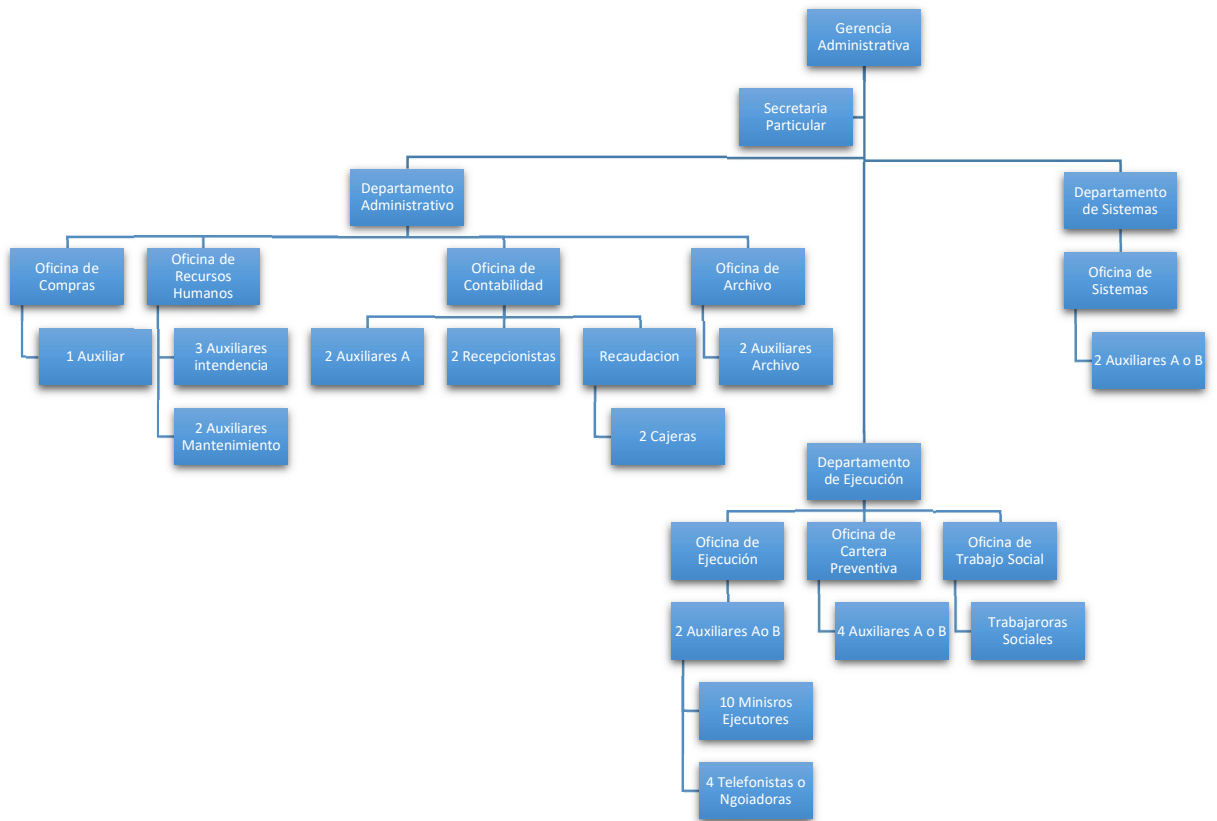 Gerencia
Administrativa
Secretaria
Particular
Departamento
Administrativo
Departamento
de Sistemas
Oficina de
Compras
Oficina de
Recursos
Humanos
Oficina de
Contabilidad
Oficina de
Archivo
Oficina de
Sistemas
1 Auxiliar
3 Auxiliares
intendencia
2 Auxiliares A
2 Recepcionistas
Recaudacion
2 Auxiliares
Archivo
2 Auxiliares A o B
2 Auxiliares
Mantenimiento
2 Cajeras
Departamento
de Ejecución
Oficina de
Ejecución
Oficina de
Cartera
Preventiva
Oficina de
Trabajo Social
2 Auxiliares Ao B
4 Auxiliares A o B
Trabajaroras
Sociales
10 Minisros
Ejecutores
4 Telefonistas o
Ngoiadoras